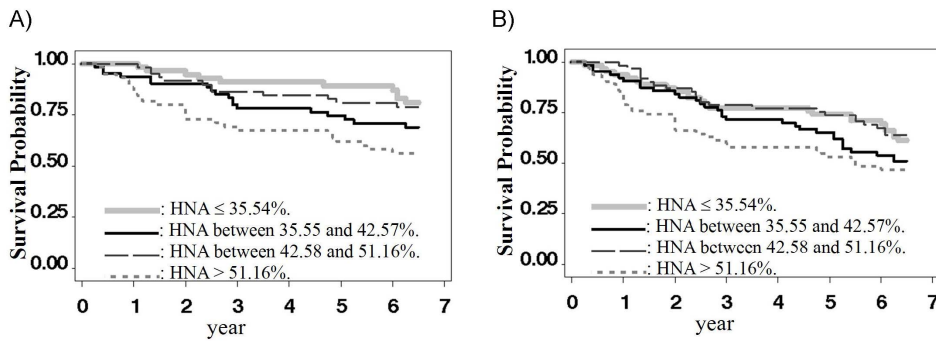 A)
Survival Probability
1.00
0.75
0.50
0.25
0.00
: HNA ≤ 35.54%.
: HNA between 35.55 and 42.57%.
: HNA between 42.58 and 51.16%.
: HNA > 51.16%.
0 1 2 3 4 5 6 7
year
B)
Survival Probability
1.00
0.75
0.50
0.25
0.00
: HNA ≤ 35.54%.
: HNA between 35.55 and 42.57%.
: HNA between 42.58 and 51.16%.
: HNA > 51.16%.
0 1 2 3 4 5 6 7
year